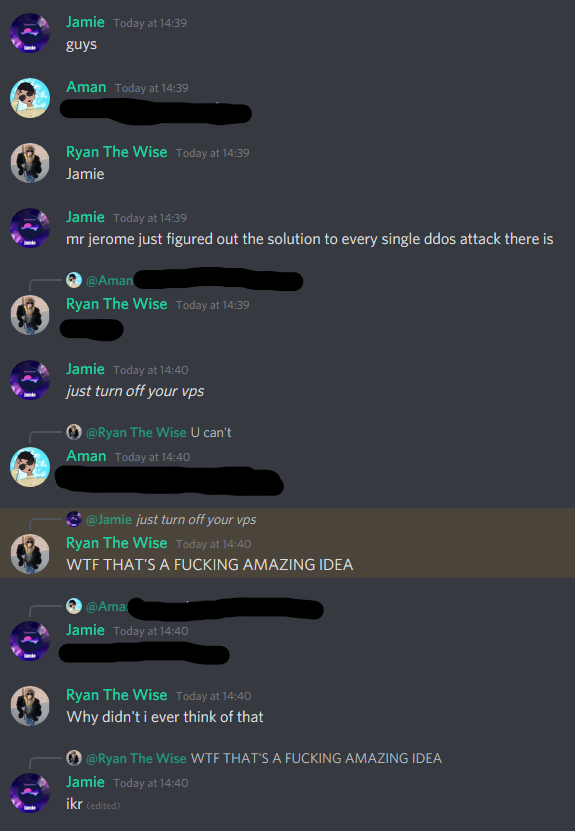 Jamie Today at 14:39
guys
Aman Today at 14:39
Ryan The Wise Today at 14:39
Jamie
Jamie Today at 14:39
mr jerome just figured out the solution to every single ddos attack there is
@Aman
Ryan The Wise Today at 14:39
Jamie Today at 14:40
just turn off your vps
@Ryan The Wise U can't
Aman Today at 14:40
@Jamie just turn off your vps
Ryan The Wise Today at 14:40
WTF THAT'S A FUCKING AMAZING IDEA
@Ama
Jamie Today at 14:40
Ryan The Wise Today at 14:40
Why didn't i ever think of that
@Ryan The Wise WTF THAT'S A FUCKING AMAZING IDEA
Jamie Today at 14:40
ikr (edited)